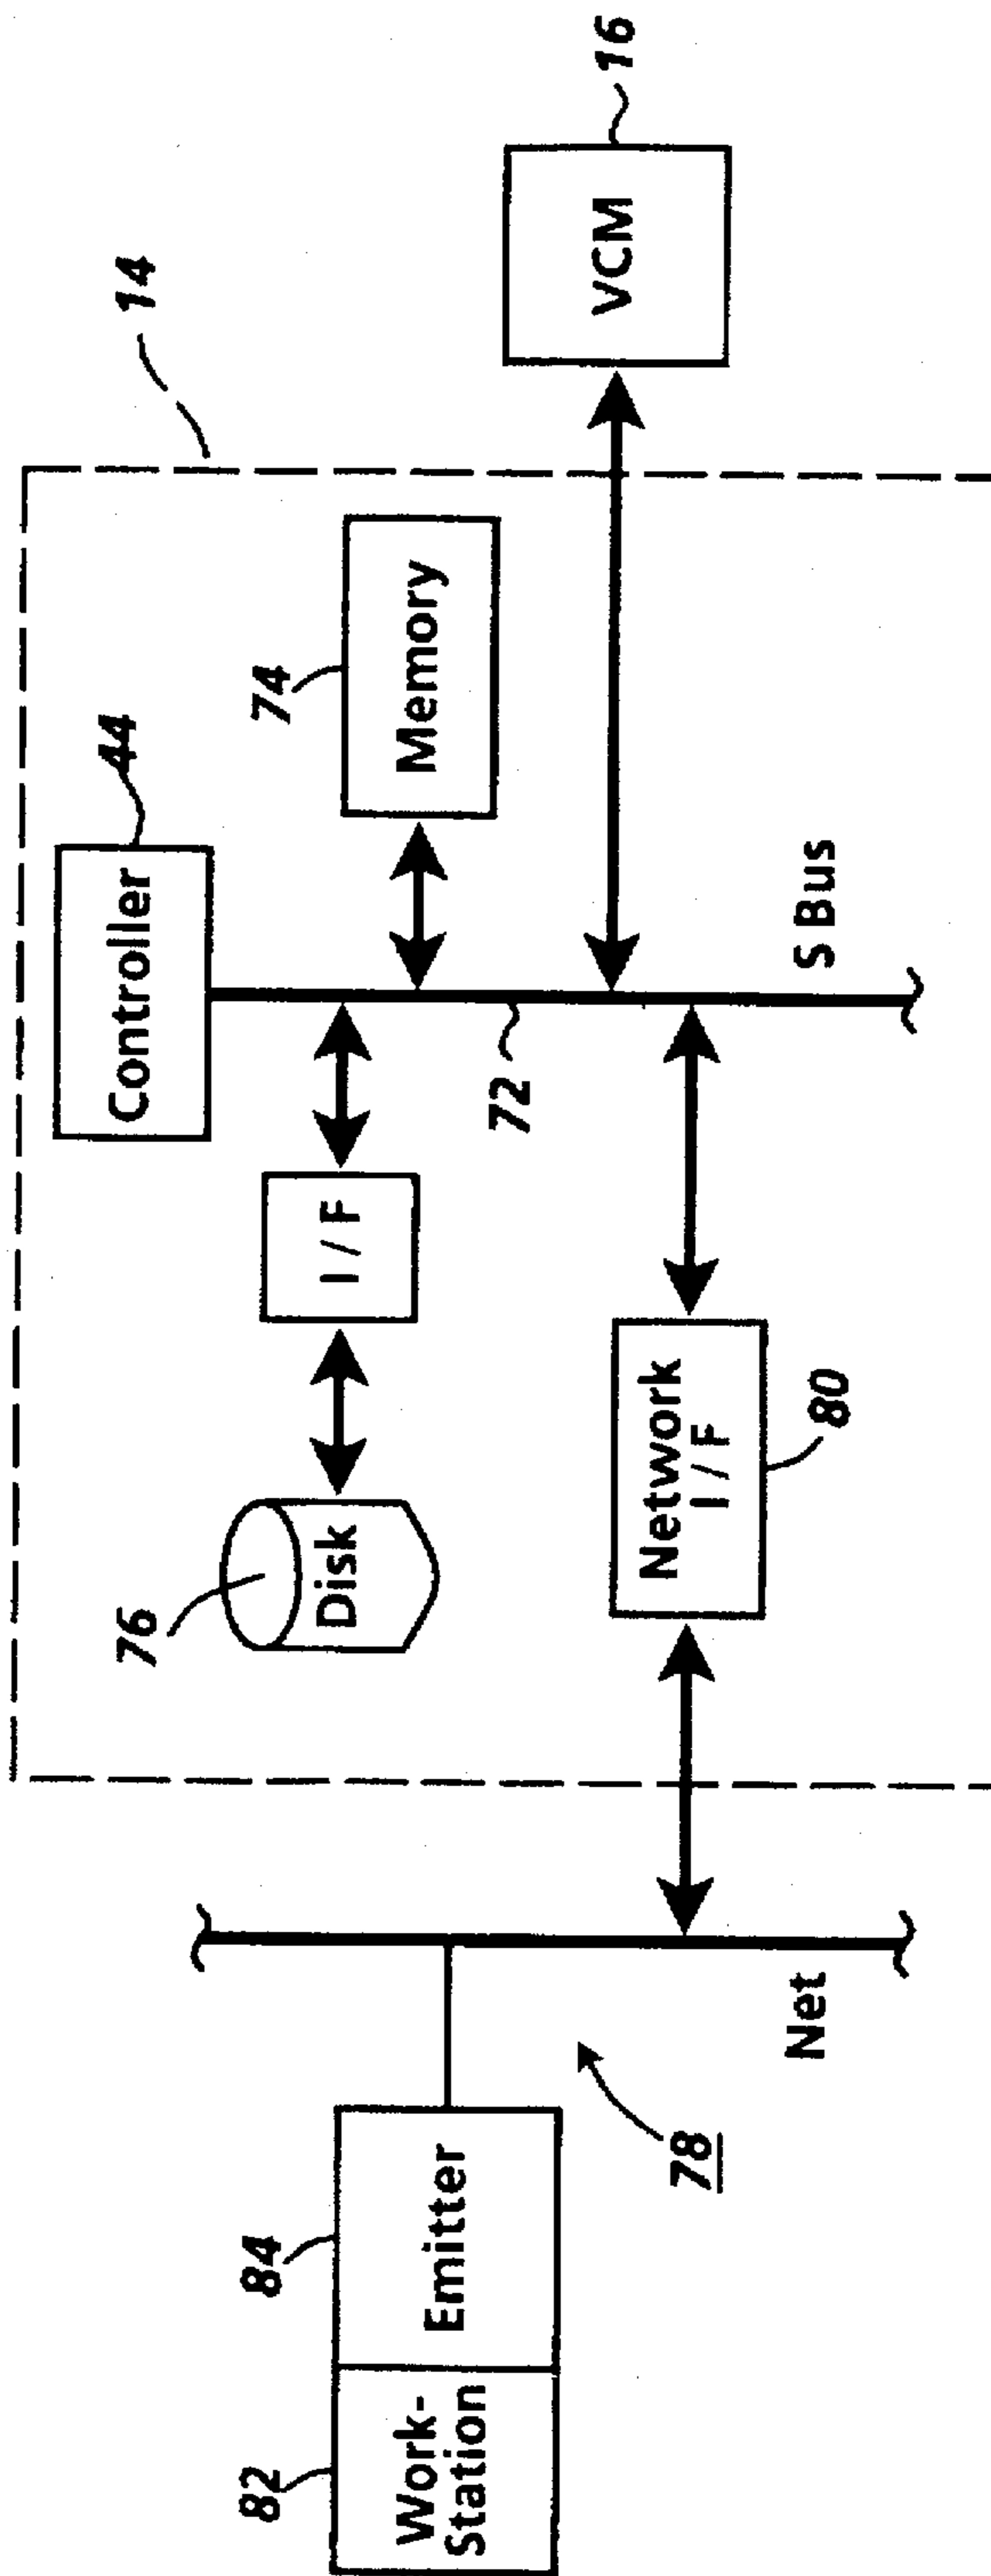 14
44
Controller
74
Memory
16
VCM
76
Disk
I / F
72
S Bus
Network
I / F
80
82
84
Work-
Station
Emitter
78
Net